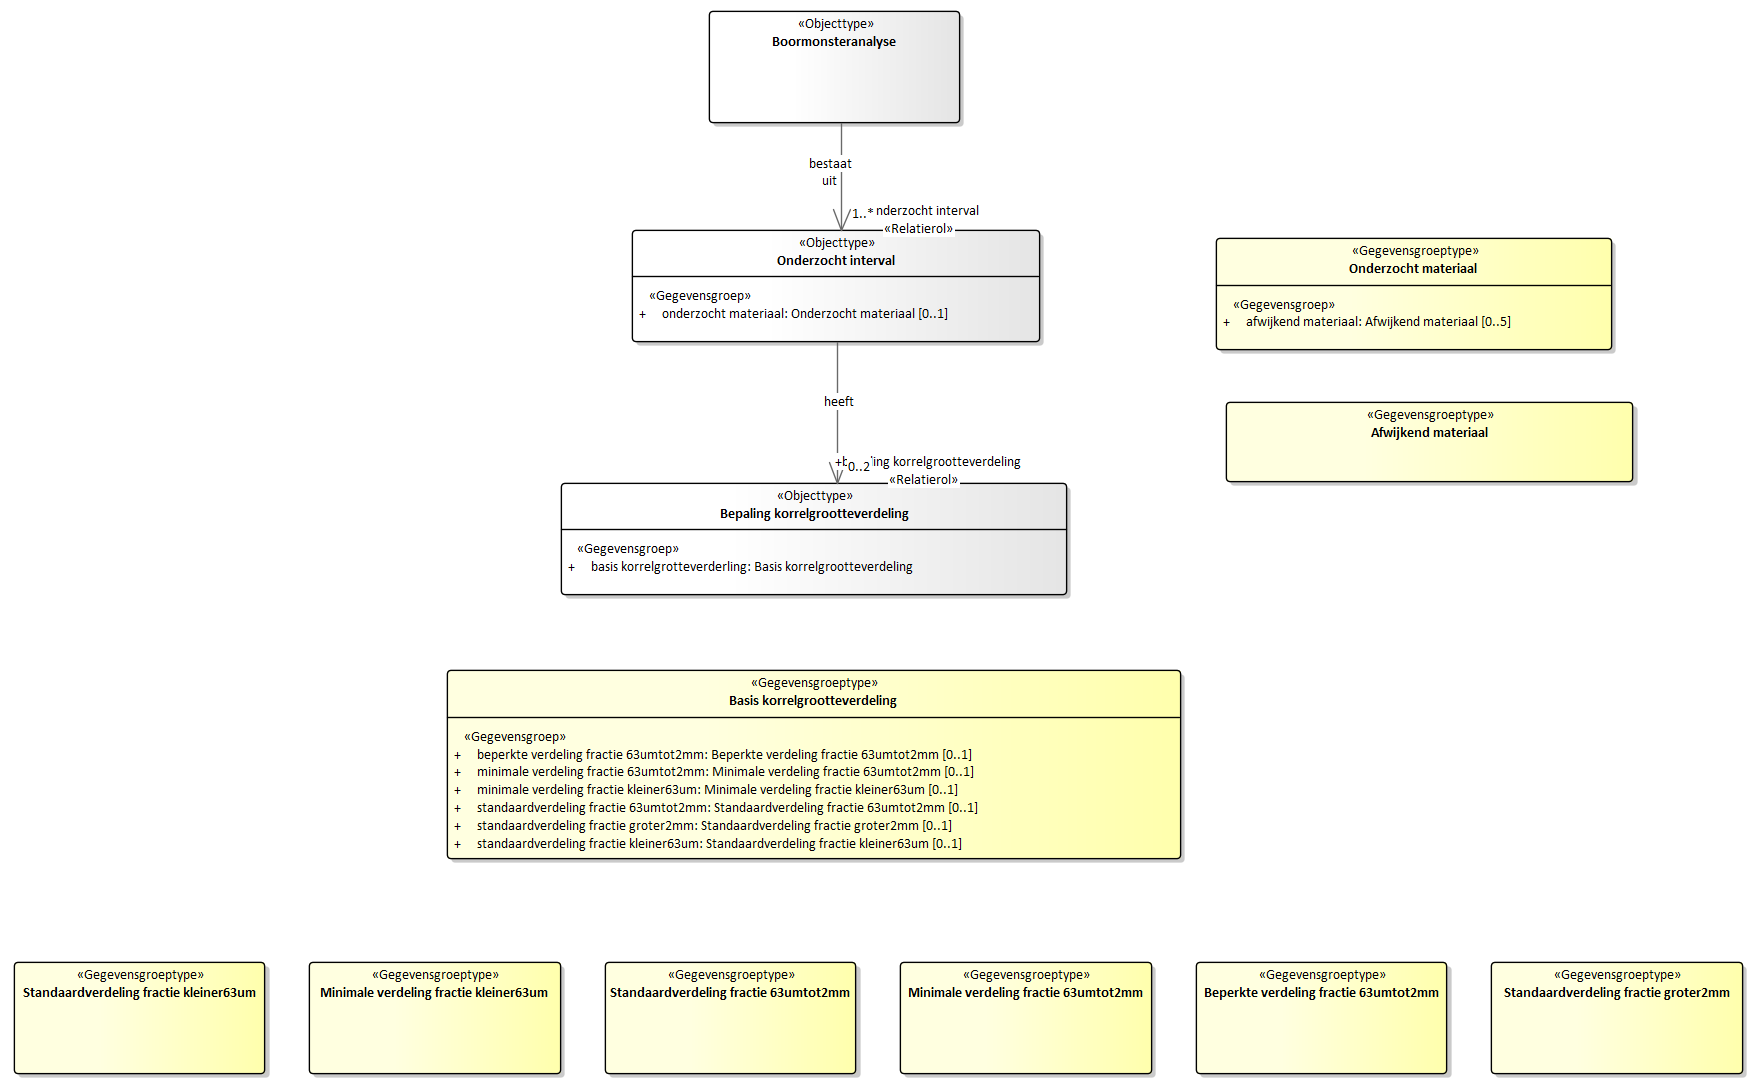 «Objecttype»
Boormonsteranalyse
bestaat
uit
1..* nderzocht interval
«Relatierol»
«Objecttype»
Onderzocht interval
«Gegevensgroep»
+ onderzocht materiaal: Onderzocht materiaal [0..1]
«Gegevensgroeptype»
Onderzocht materiaal
«Gegevensgroep»
+ afwijkend materiaal: Afwijkend materiaal [0..5]
heeft
«Gegevensgroeptype»
Afwijkend materiaal
0..2 ing korrelgrootteverdeling
«Relatierol»
«Objecttype»
Bepaling korrelgrootteverdeling
«Gegevensgroep»
+ basis korrelgrotteverderling: Basis korrelgrootteverdeling
«Gegevensgroeptype»
Basis korrelgrootteverdeling
«Gegevensgroep»
+ beperkte verdeling fractie 63umtot2mm: Beperkte verdeling fractie 63umtot2mm [0..1]
+ minimale verdeling fractie 63umtot2mm: Minimale verdeling fractie 63umtot2mm [0..1]
+ minimale verdeling fractie kleiner63um: Minimale verdeling fractie kleiner63um [0..1]
+ standaardverdeling fractie 63umtot2mm: Standaardverdeling fractie 63umtot2mm [0..1]
+ standaardverdeling fractie groter2mm: Standaardverdeling fractie groter2mm [0..1]
+ standaardverdeling fractie kleiner63um: Standaardverdeling fractie kleiner63um [0..1]
«Gegevensgroeptype»
Standaardverdeling fractie kleiner63um
«Gegevensgroeptype»
Minimale verdeling fractie kleiner63um
«Gegevensgroeptype»
Standaardverdeling fractie 63umtot2mm
«Gegevensgroeptype»
Minimale verdeling fractie 63umtot2mm
«Gegevensgroeptype»
Beperkte verdeling fractie 63umtot2mm
«Gegevensgroeptype»
Standaardverdeling fractie groter2mm